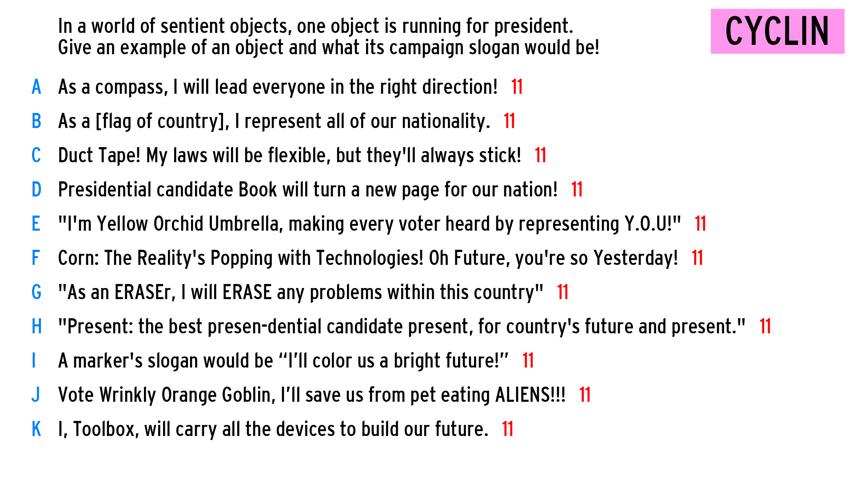 In a world of sentient objects, one object is running for president.
Give an example of an object and what its campaign slogan would be!
CYCLIN
A As a compass, I will lead everyone in the right direction! 11
B As a [flag of country], I represent all of our nationality. 11
C Duct Tape! My laws will be flexible, but they'll always stick! 11
D Presidential candidate Book will turn a new page for our nation! 11
E "I'm Yellow Orchid Umbrella, making every voter heard by representing Y.O.U!" 11
F Corn: The Reality's Popping with Technologies! Oh Future, you're so Yesterday! 11
G "As an ERASEr, I will ERASE any problems within this country" 11
H "Present: the best presen-dential candidate present, for country's future and present." 11
I A marker's slogan would be “I’ll color us a bright future!” 11
J Vote Wrinkly Orange Goblin, I’ll save us from pet eating ALIENS!!! 11
K I, Toolbox, will carry all the devices to build our future. 11